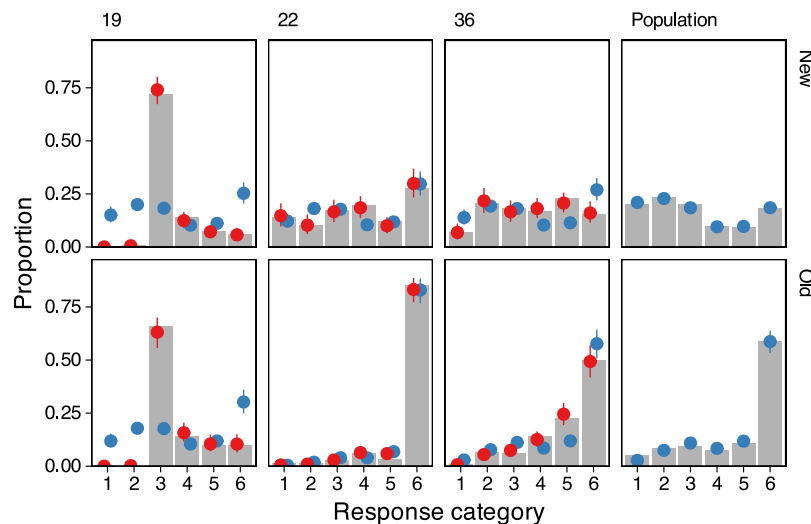 19 22 36 Population
New
0.75
0.50
0.25
0.00
Proportion
Old
0.75
0.50
0.25
0.00
1 2 3 4 5 6 1 2 3 4 5 6 1 2 3 4 5 6 1 2 3 4 5 6
Response category